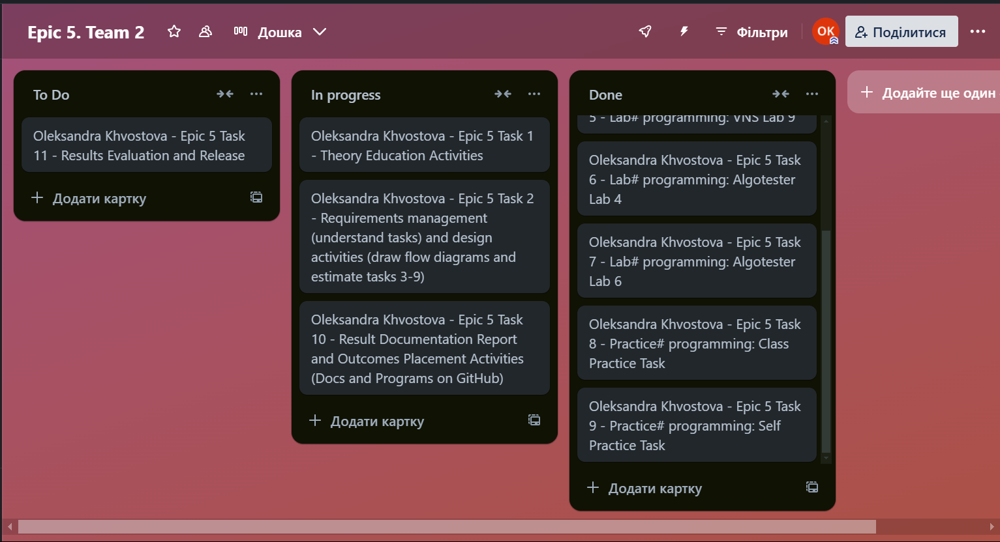 Epic 5. Team 2
Дошка
Фільтри
OK
Поділитися
To Do
Oleksandra Khvostova - Epic 5 Task
11 - Results Evaluation and Release
Додати картку
In progress
Oleksandra Khvostova - Epic 5 Task 1
- Theory Education Activities
Oleksandra Khvostova - Epic 5 Task 2
- Requirements management
(understand tasks) and design
activities (draw flow diagrams and
estimate tasks 3-9)
Oleksandra Khvostova - Epic 5 Task
10 - Result Documentation Report
and Outcomes Placement Activities
(Docs and Programs on GitHub)
Додати картку
Done
5 - Lab# programming: VNS Lab 9
Oleksandra Khvostova - Epic 5 Task
6 - Lab# programming: Algotester
Lab 4
Oleksandra Khvostova - Epic 5 Task
7 - Lab# programming: Algotester
Lab 6
Oleksandra Khvostova - Epic 5 Task
8 - Practice# programming: Class
Practice Task
Oleksandra Khvostova - Epic 5 Task
9 - Practice# programming: Self
Practice Task
Додати картку
Додайте ще один